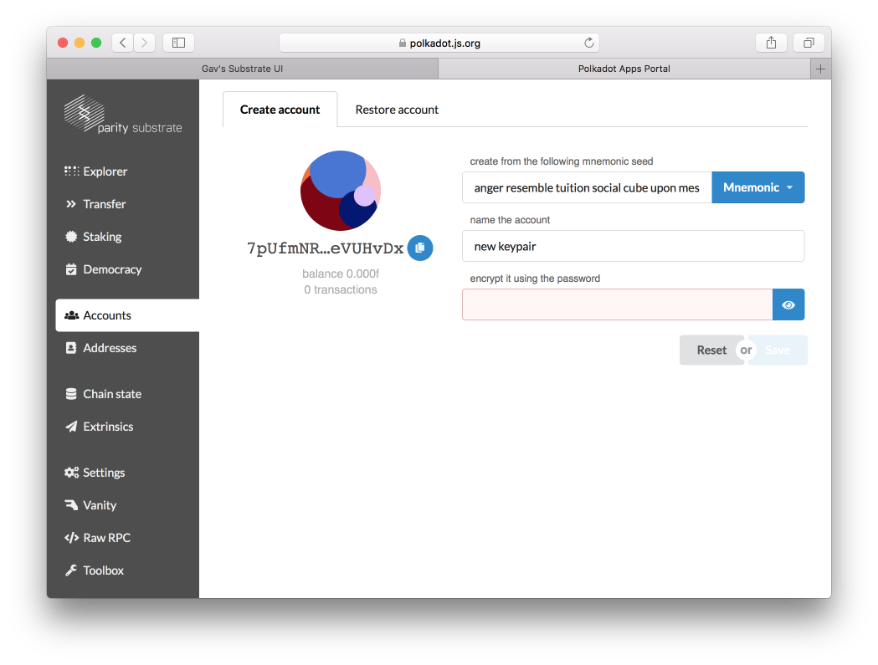 polkadot.js.org
Gav's Substrate UI
Polkadot Apps Portal
parity substrate
Explorer
Transfer
Staking
Democracy
Accounts
Addresses
Chain state
Extrinsics
Settings
Vanity
Raw RPC
Toolbox
Create account
Restore account
7pUfmNR…eVUHvDx
balance 0.000f
0 transactions
create from the following mnemonic seed
anger resemble tuition social cube upon mes
Mnemonic
name the account
new keypair
encrypt it using the password
Reset or Save